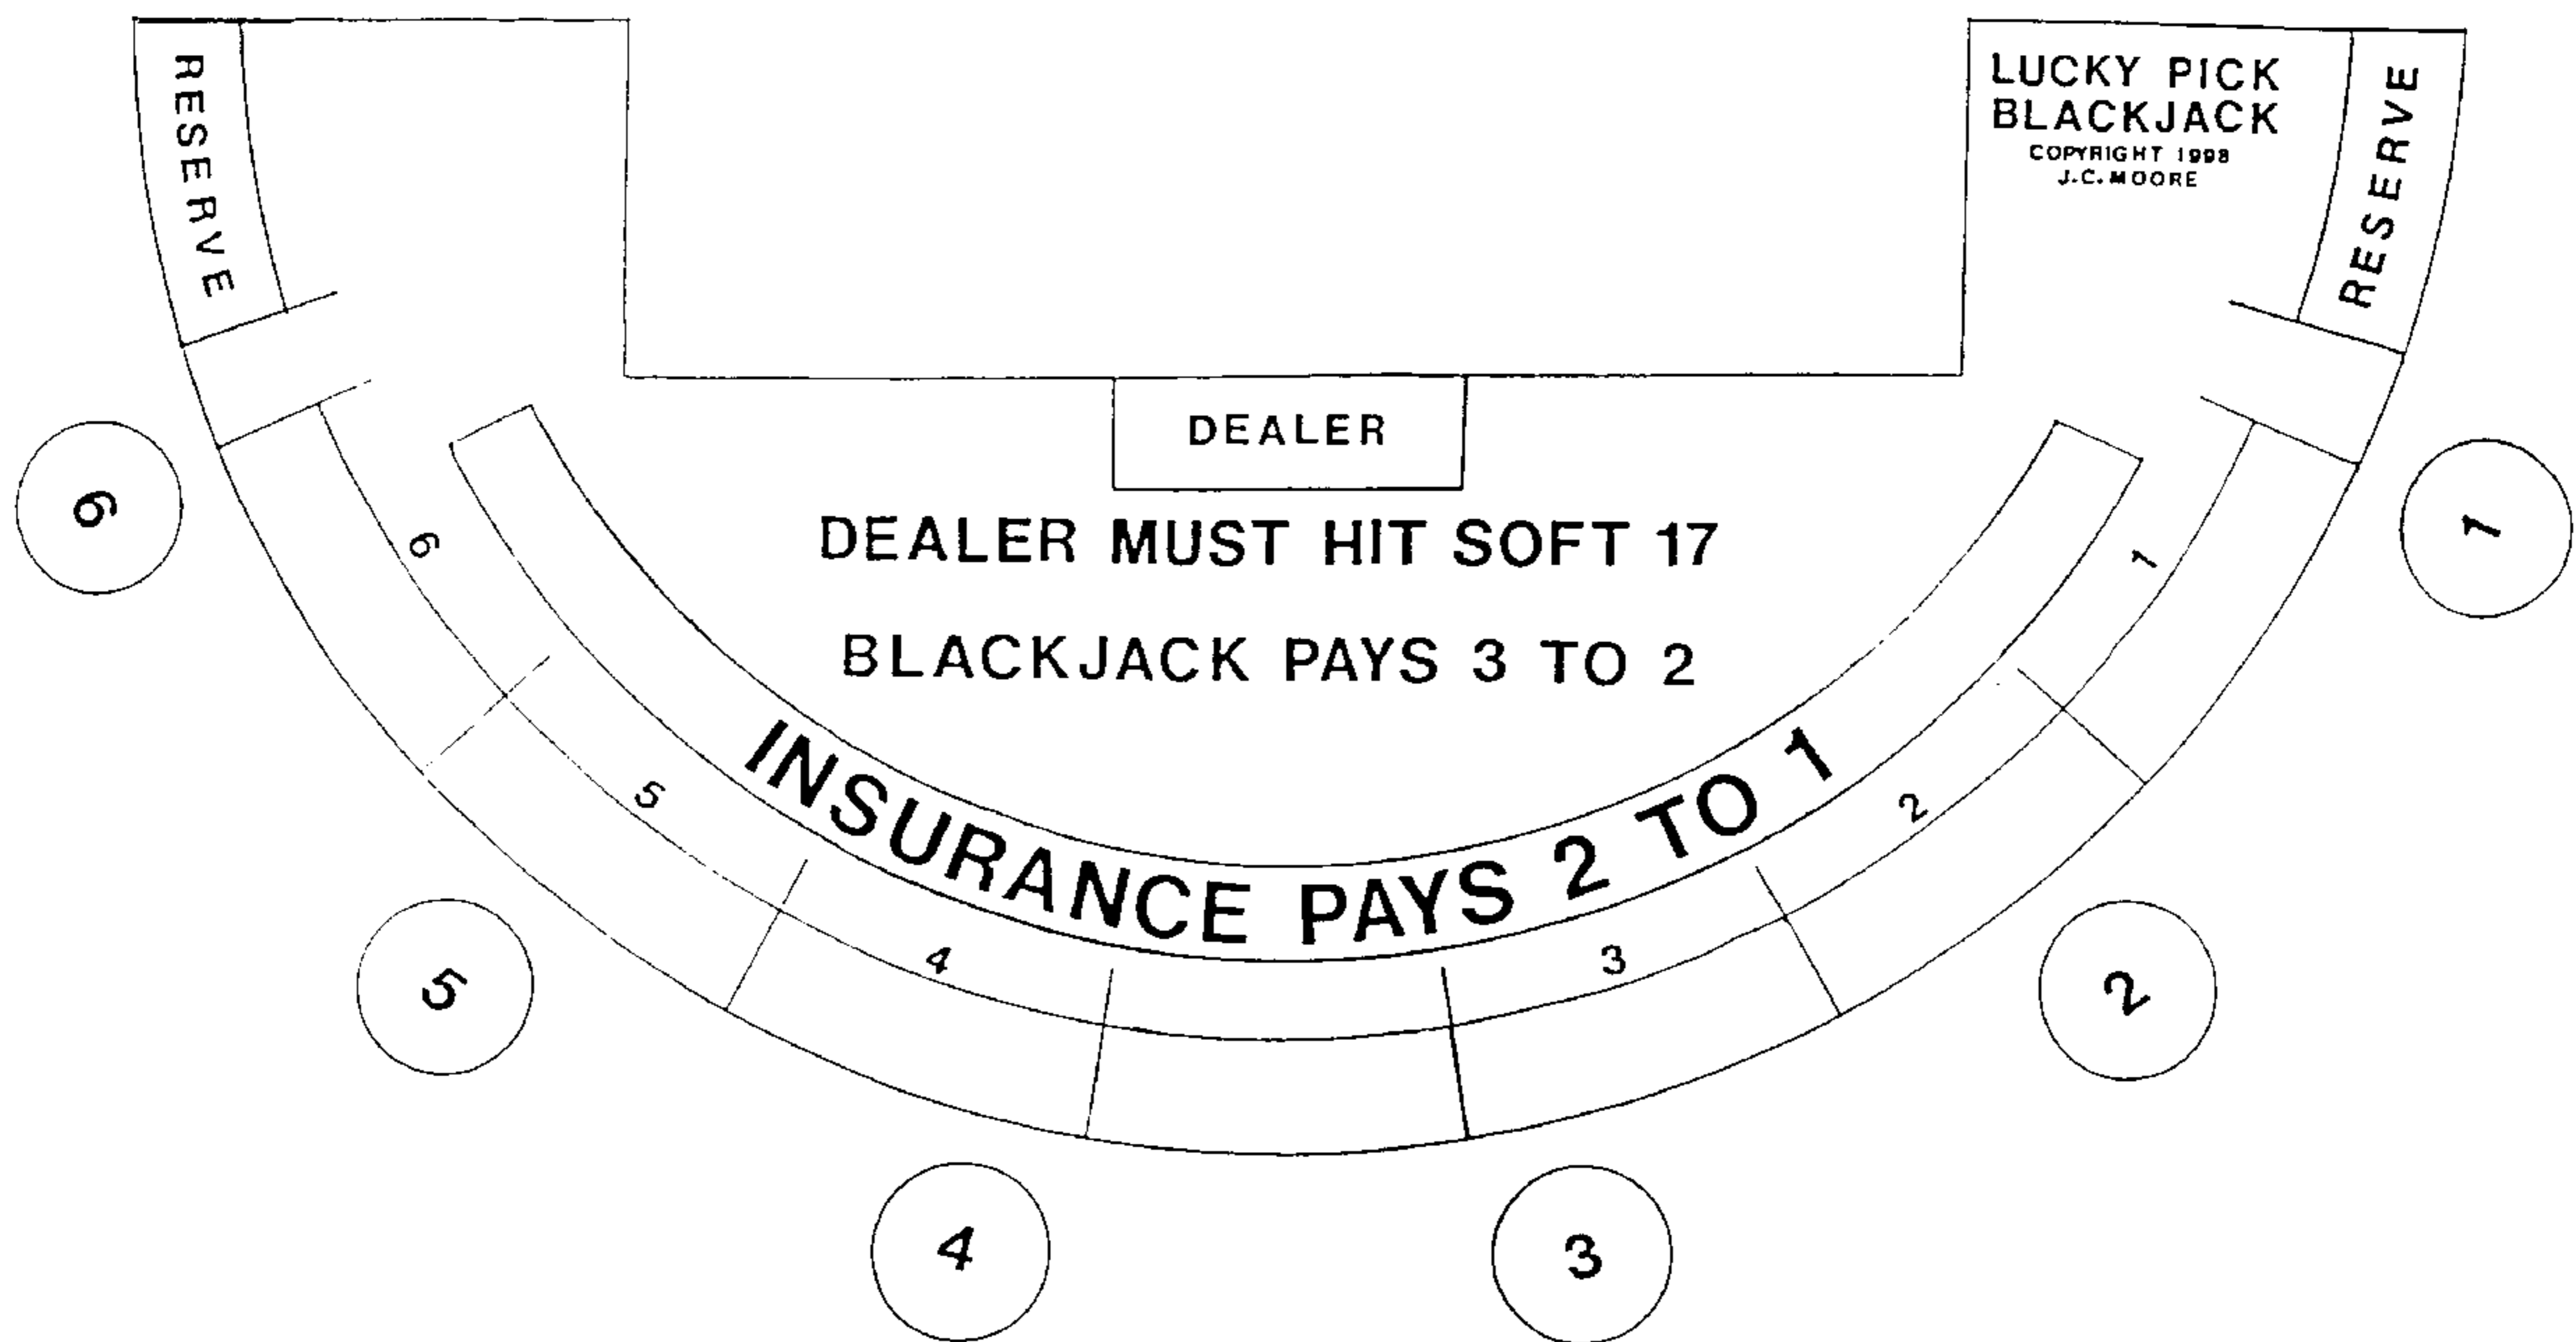 RESERVE
LUCKY PICK
BLACKJACK
COPYRIGHT 1998
J.C. MOORE
RESERVE
DEALER
DEALER MUST HIT SOFT 17
BLACKJACK PAYS 3 TO 2
INSURANCE PAYS 2 TO 1
6
5
4
3
2
1
6
5
4
3
2
1